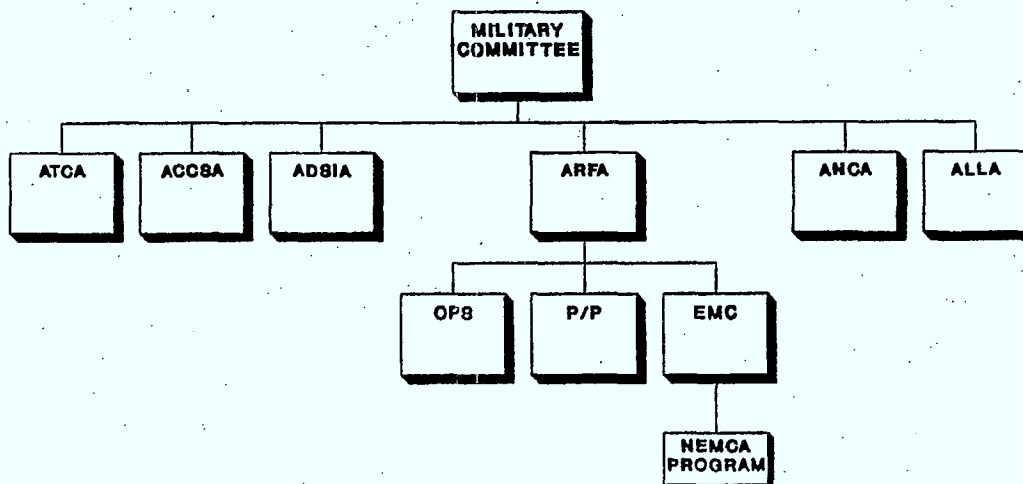 MILITARY
COMMITTEE
ATCA
ACCSA
ADSIA
ARFA
ANCA
ALLA
OPS
P/P
EMC
NEMCA
PROGRAM